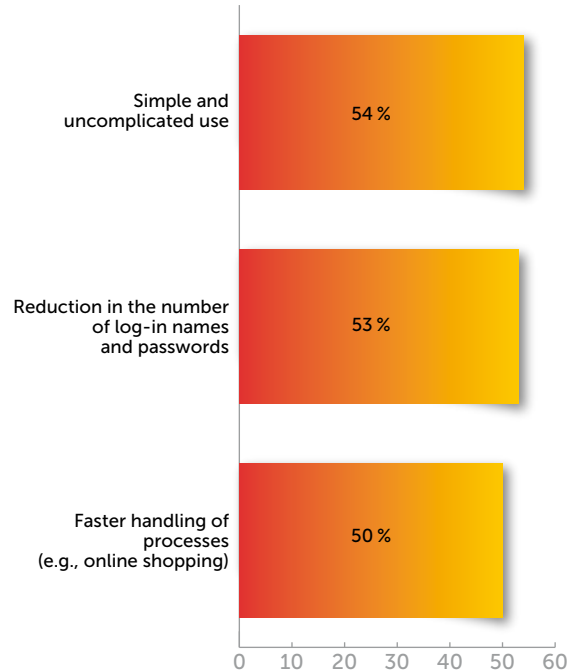 Simple and
uncomplicated use
54 %
Reduction in the number
of log-in names
and passwords
53 %
Faster handling of
processes
(e.g., online shopping)
50 %
0 10 20 30 40 50 60